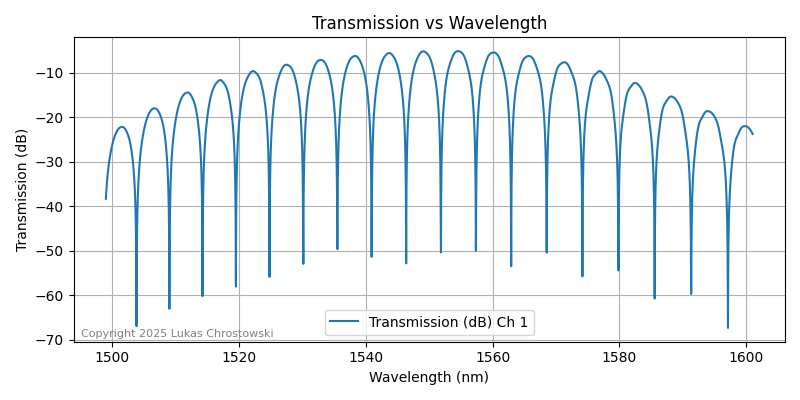 Transmission vs Wavelength
Transmission (dB)
−10
−20
−30
−40
−50
−60
−70
Transmission (dB) Ch 1
Copyright 2025 Lukas Chrostowski
1500
1520
1540
1560
1580
1600
Wavelength (nm)